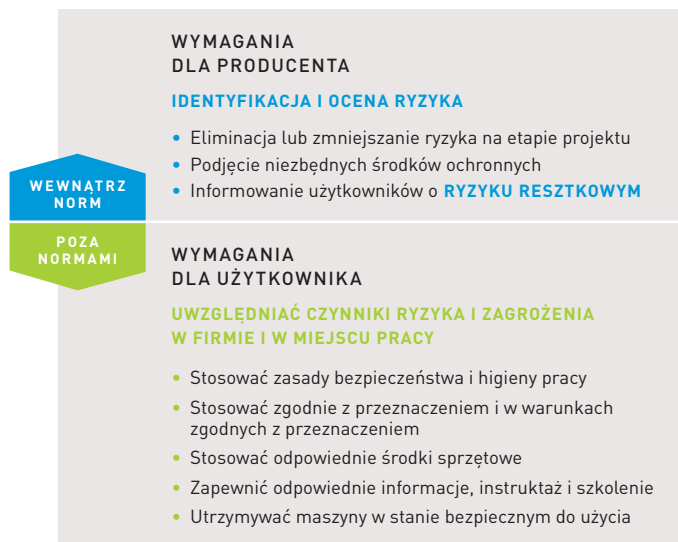 WYMAGANIA
DLA PRODUCENTA
IDENTYFIKACJA I OCENA RYZYKA
• Eliminacja lub zmniejszanie ryzyka na etapie projektu
• Podjęcie niezbędnych środków ochronnych
• Informowanie użytkowników o RYZYKU RESZTKOWYM
WEWNĄTRZ
NORM
POZA
NORMAMI
WYMAGANIA
DLA UŻYTKOWNIKA
UWZGLĘDNIAĆ CZYNNIKI RYZYKA I ZAGROŻENIA
W FIRMIE I W MIEJSCU PRACY
• Stosować zasady bezpieczeństwa i higieny pracy
• Stosować zgodnie z przeznaczeniem i w warunkach
zgodnych z przeznaczeniem
• Stosować odpowiednie środki sprzętowe
• Zapewnić odpowiednie informacje, instruktaż i szkolenie
• Utrzymywać maszyny w stanie bezpiecznym do użycia